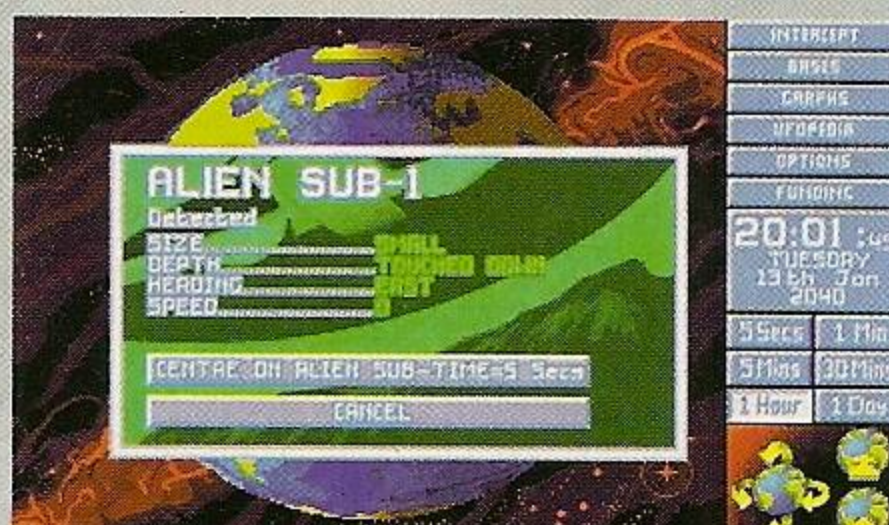 ALIEN SUB-1
Detected
SIZE SMALL
DEPTH TOUCHED DOWN
HEADING EAST
SPEED 0
CENTRE ON ALIEN SUB-TIME=5 Secs
CANCEL
INTERCEPT
BASES
GRAPHS
UFOPEDIA
OPTIONS
FUNDING
20:01
TUESDAY
13th Jan
2040
5 Secs 1 Min
5 Mins 30 Mins
1 Hour 1 Day